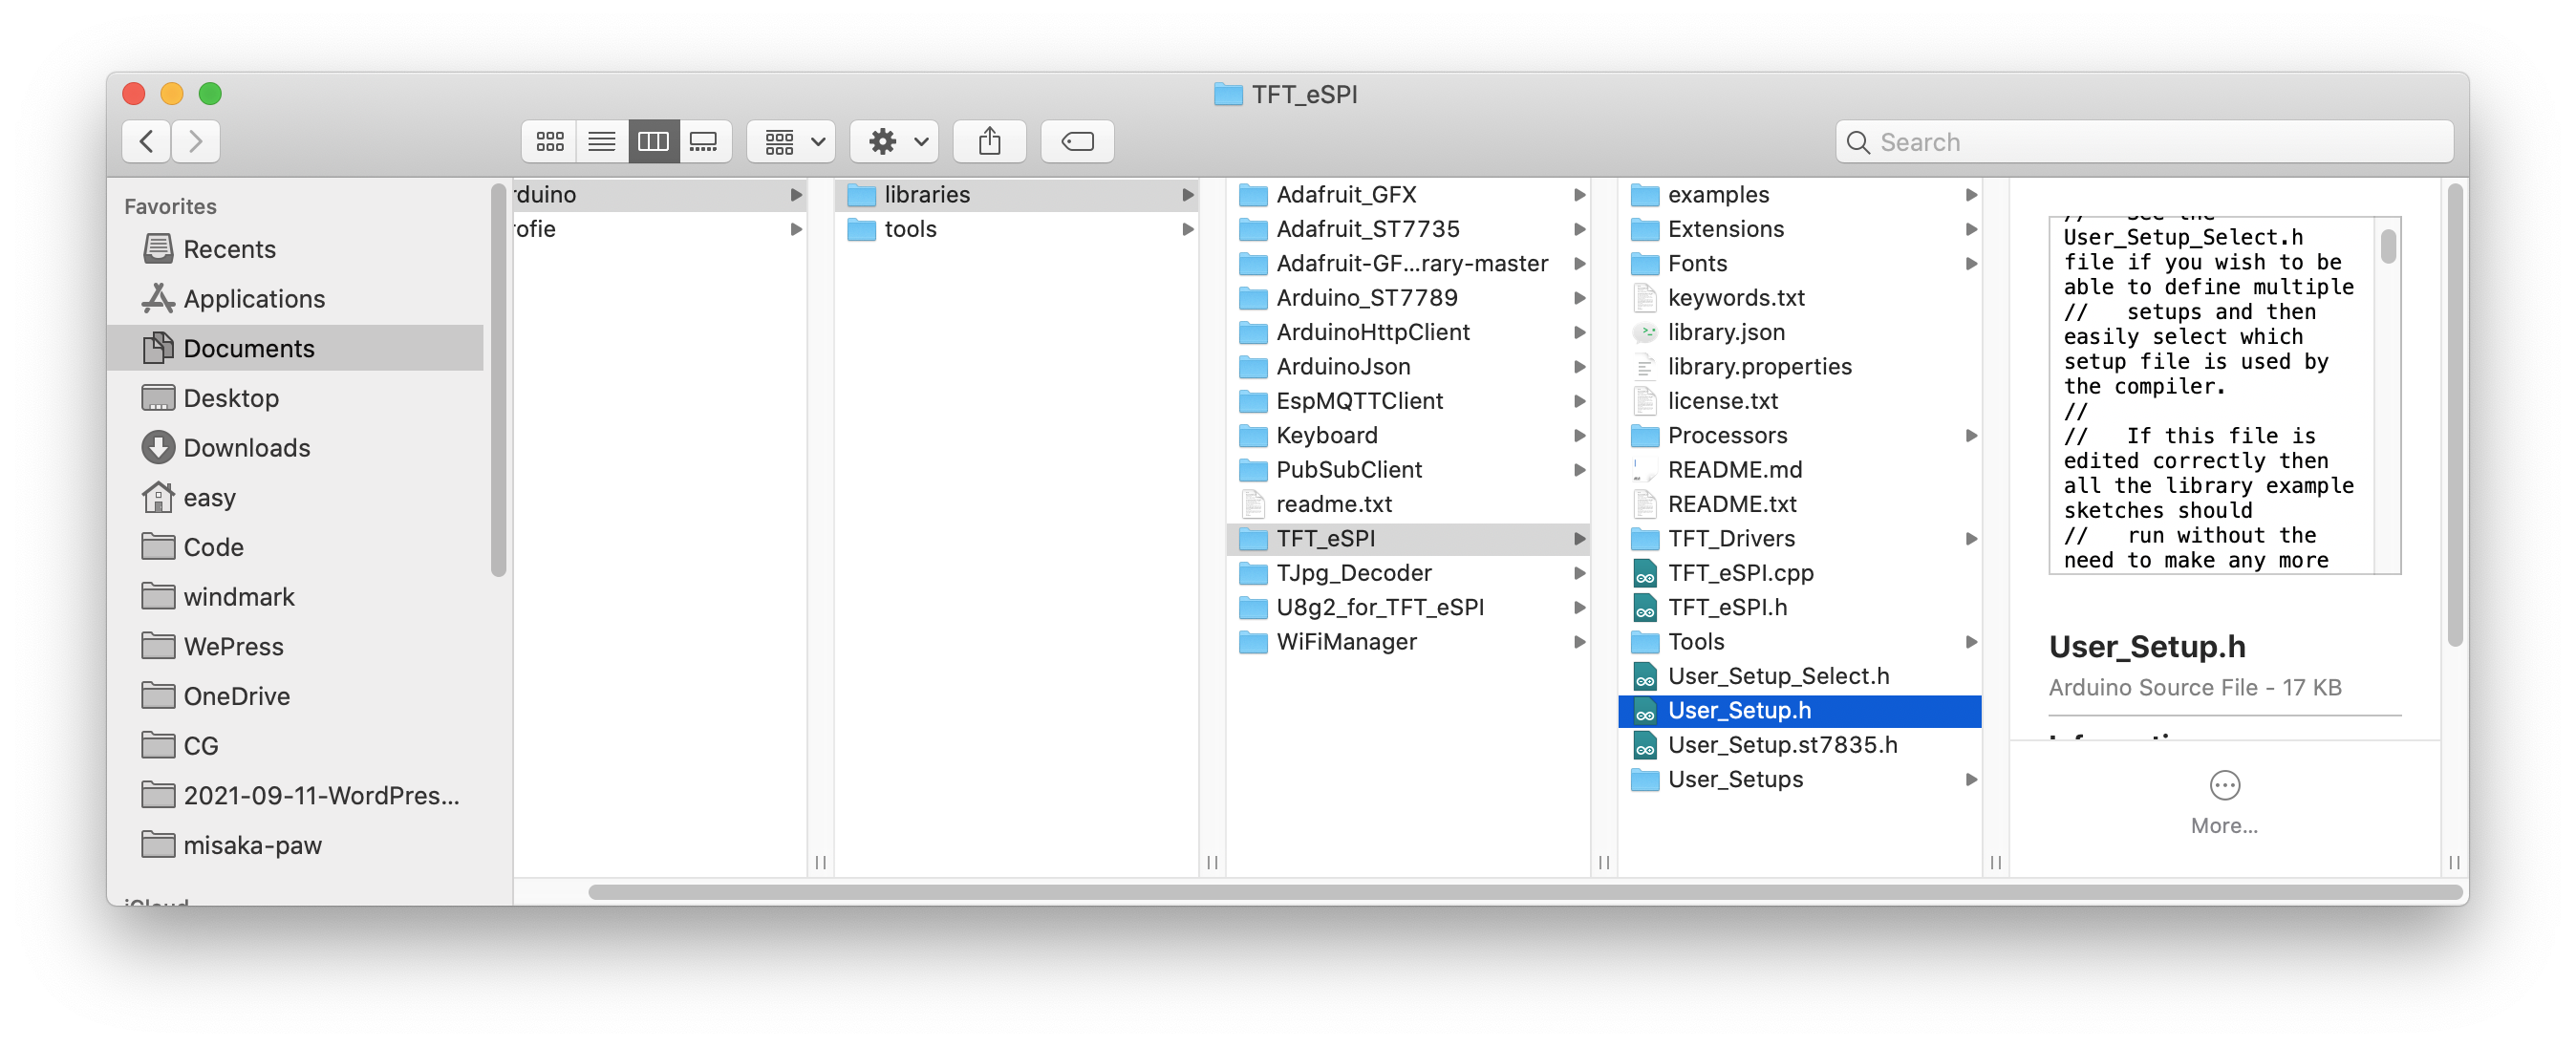 TFT_eSPI
Search
Favorites
Recents
Applications
Documents
Desktop
Downloads
easy
Code
windmark
WePress
OneDrive
CG
2021-09-11-WordPres...
misaka-paw
iCloud
rduino
rofie
libraries
tools
Adafruit_GFX
Adafruit_ST7735
Adafruit-GF...rary-master
Arduino_ST7789
ArduinoHttpClient
ArduinoJson
EspMQTTClient
Keyboard
PubSubClient
readme.txt
TFT_eSPI
TJpg_Decoder
U8g2_for_TFT_eSPI
WiFiManager
examples
Extensions
Fonts
keywords.txt
library.json
library.properties
license.txt
Processors
README.md
README.txt
TFT_Drivers
TFT_eSPI.cpp
TFT_eSPI.h
Tools
User_Setup_Select.h
User_Setup.h
User_Setup.st7835.h
User_Setups
//   See the
User_Setup_Select.h
file if you wish to be
able to define multiple
//   setups and then
easily select which
setup file is used by
the compiler.
//
//   If this file is
edited correctly then
all the library example
sketches should
//   run without the
need to make any more
User_Setup.h
Arduino Source File - 17 KB
More...